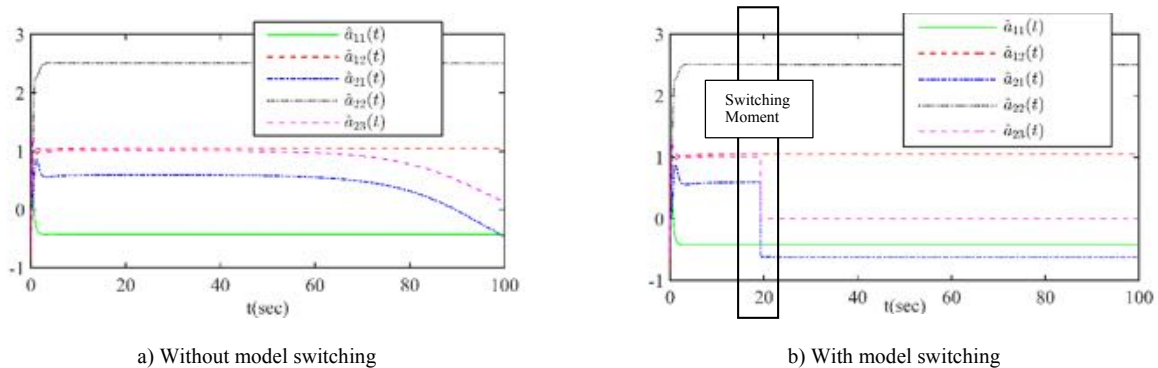 3
2
1
0
-1
0
20
40
60
80
100
t(sec)
â₁₁(t)
â₁₂(t)
â₂₁(t)
â₂₂(t)
â₂₃(t)
a) Without model switching
3
2
1
0
-1
0
20
40
60
80
100
t(sec)
Switching
Moment
â₁₁(t)
â₁₂(t)
â₂₁(t)
â₂₂(t)
â₂₃(t)
b) With model switching